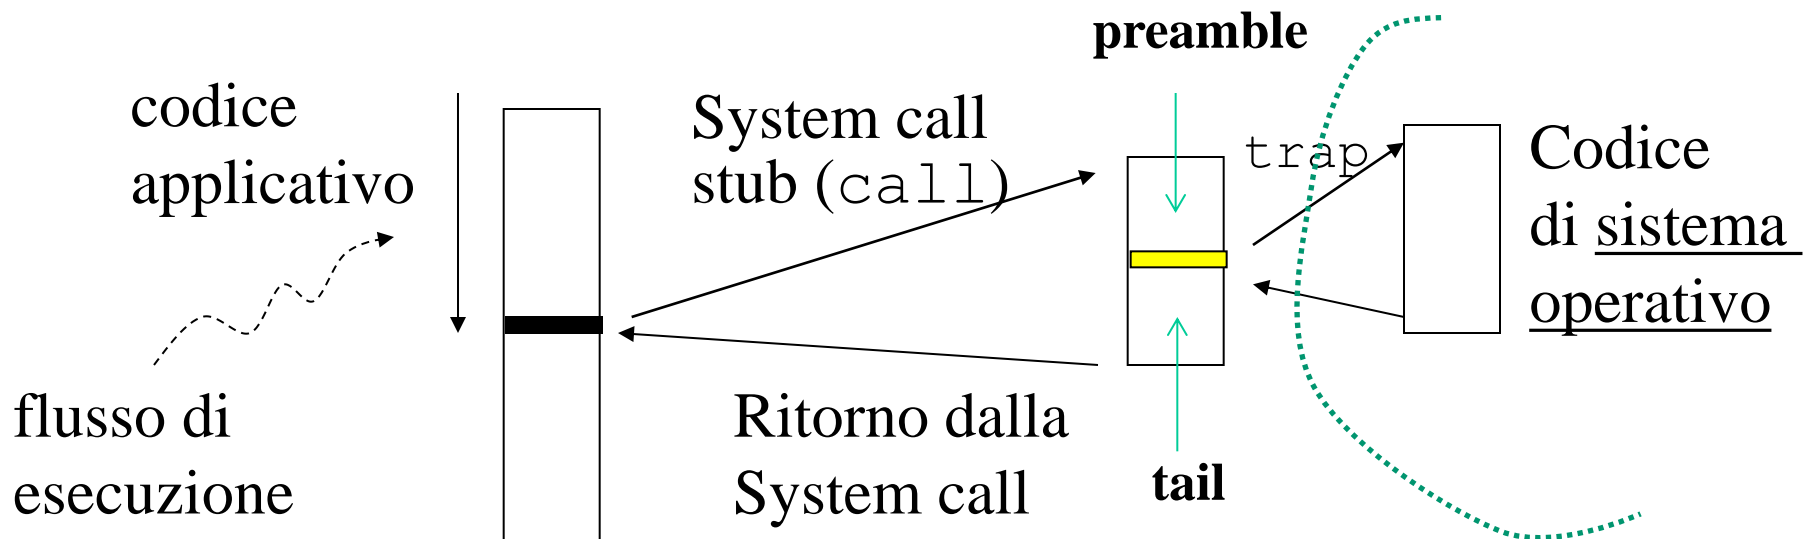 preamble
codice
applicativo
System call
stub (call)
trap
Codice
di sistema
operativo
flusso di
esecuzione
Ritorno dalla
System call
tail